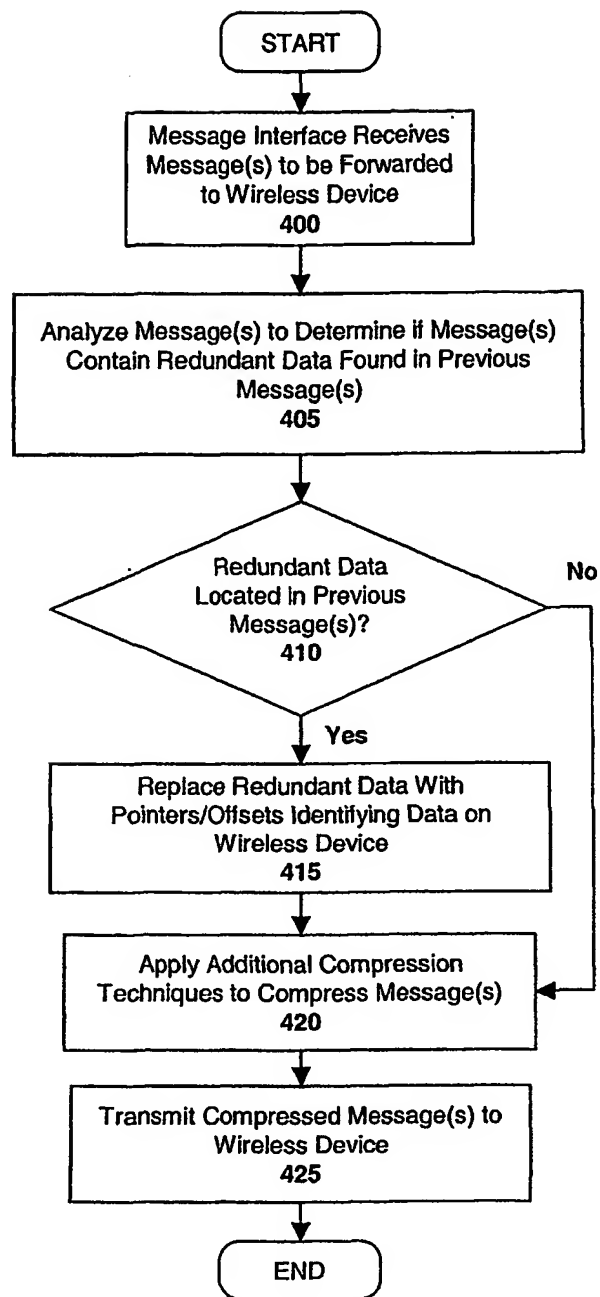 START
Message Interface Receives
Message(s) to be Forwarded
to Wireless Device
400
Analyze Message(s) to Determine if Message(s)
Contain Redundant Data Found in Previous
Message(s)
405
Redundant Data
Located in Previous
Message(s)?
410
No
Yes
Replace Redundant Data With
Pointers/Offsets Identifying Data on
Wireless Device
415
Apply Additional Compression
Techniques to Compress Message(s)
420
Transmit Compressed Message(s) to
Wireless Device
425
END